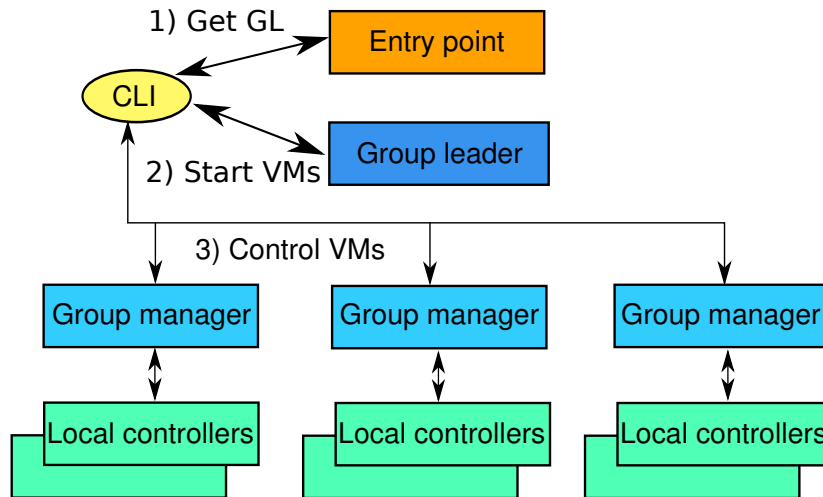 1) Get GL
Entry point
CLI
Group leader
2) Start VMs
3) Control VMs
Group manager
Group manager
Group manager
Local controllers
Local controllers
Local controllers